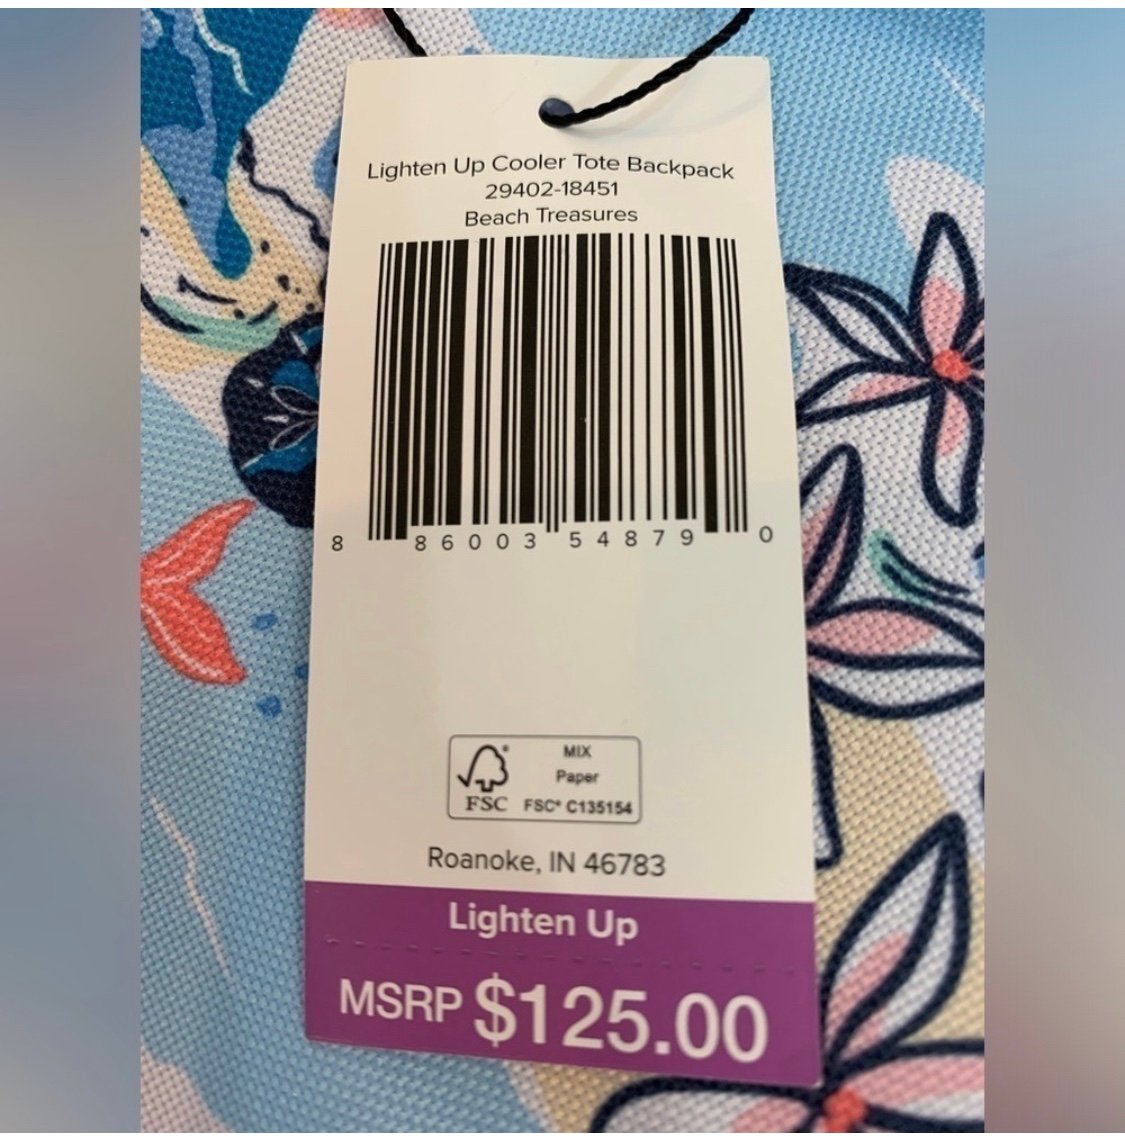 Lighten Up Cooler Tote Backpack
29402-18451
Beach Treasures
8 86003 54879 0
MIX
Paper
FSC® C135154
FSC
Roanoke, IN 46783
Lighten Up
MSRP $125.00